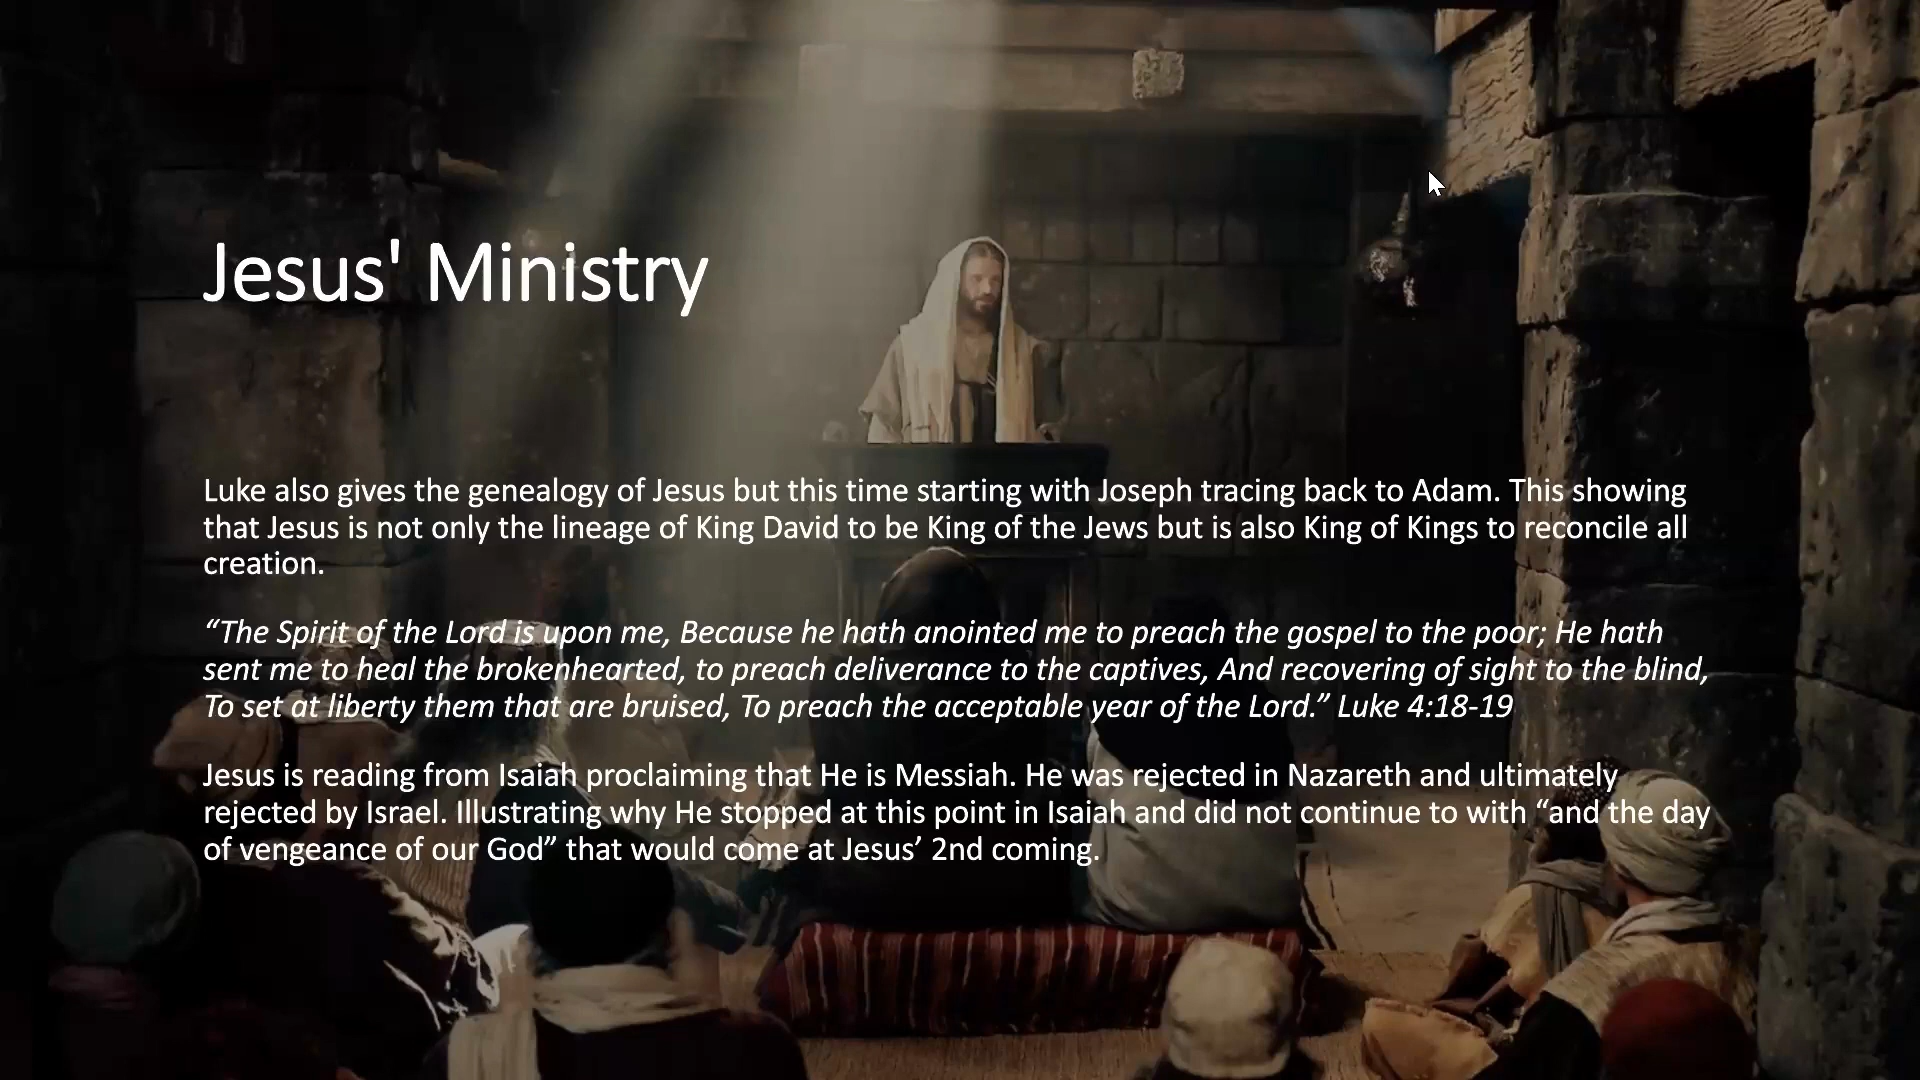 Jesus' Ministry
Luke also gives the genealogy of Jesus but this time starting with Joseph tracing back to Adam. This showing
that Jesus is not only the lineage of King David to be King of the Jews but is also King of Kings to reconcile all
creation.
“The Spirit of the Lord is upon me, Because he hath anointed me to preach the gospel to the poor; He hath
sent me to heal the brokenhearted, to preach deliverance to the captives, And recovering of sight to the blind,
To set at liberty them that are bruised, To preach the acceptable year of the Lord.” Luke 4:18-19
Jesus is reading from Isaiah proclaiming that He is Messiah. He was rejected in Nazareth and ultimately
rejected by Israel. Illustrating why He stopped at this point in Isaiah and did not continue to with “and the day
of vengeance of our God” that would come at Jesus’ 2nd coming.